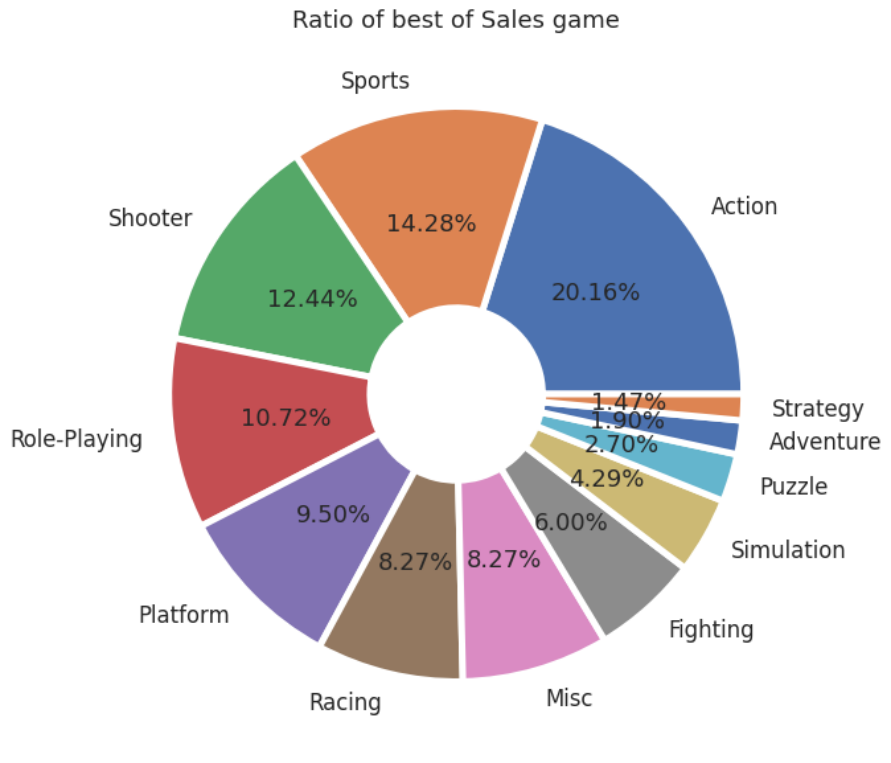 Ratio of best of Sales game
Sports
Action
Shooter
14.28%
20.16%
12.44%
1.47%
Strategy
10.72%
1.90%
Role-Playing
Adventure
2.70%
4.29%
Puzzle
9.50%
6.00%
8.27%
8.27%
Simulation
Platform
Fighting
Racing
Misc